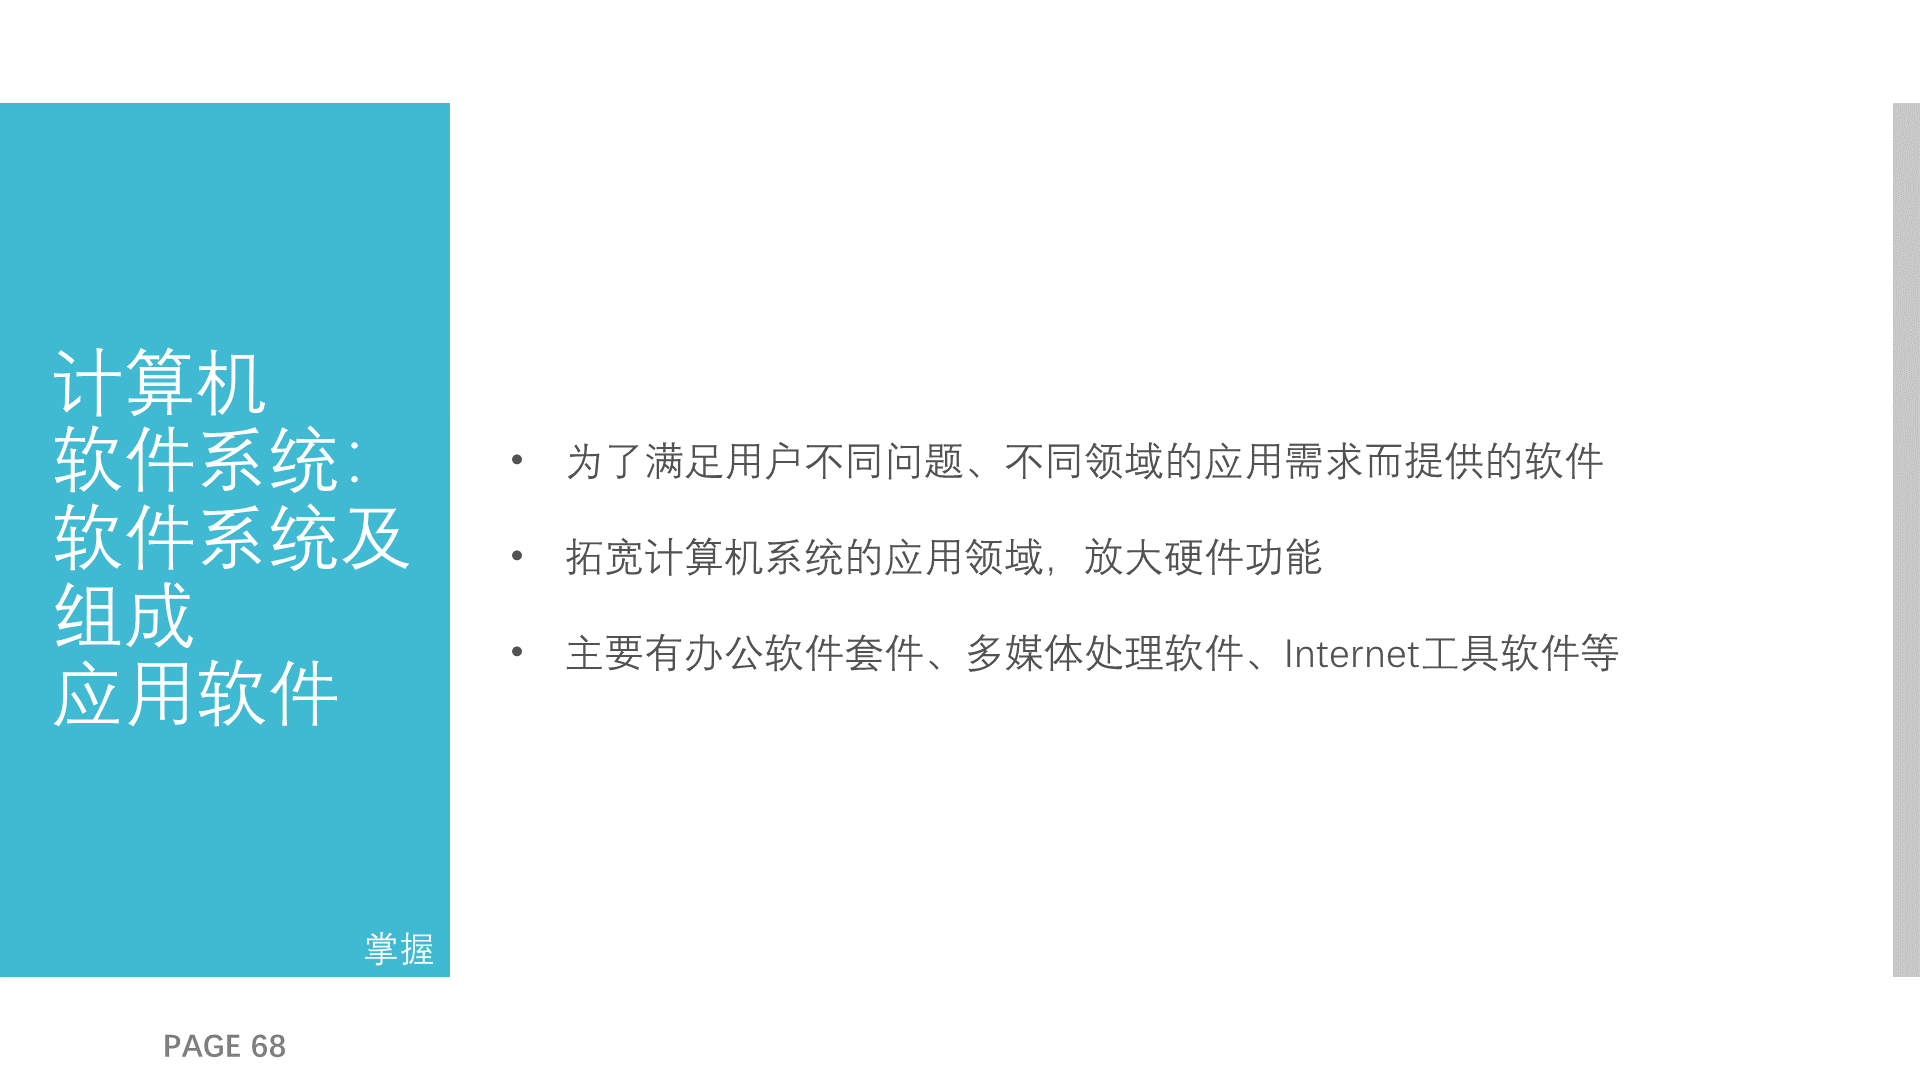 计算机
软件系统：
软件系统及
组成
应用软件
掌握
• 为了满足用户不同问题、不同领域的应用需求而提供的软件
• 拓宽计算机系统的应用领域，放大硬件功能
• 主要有办公软件套件、多媒体处理软件、Internet工具软件等
PAGE 68